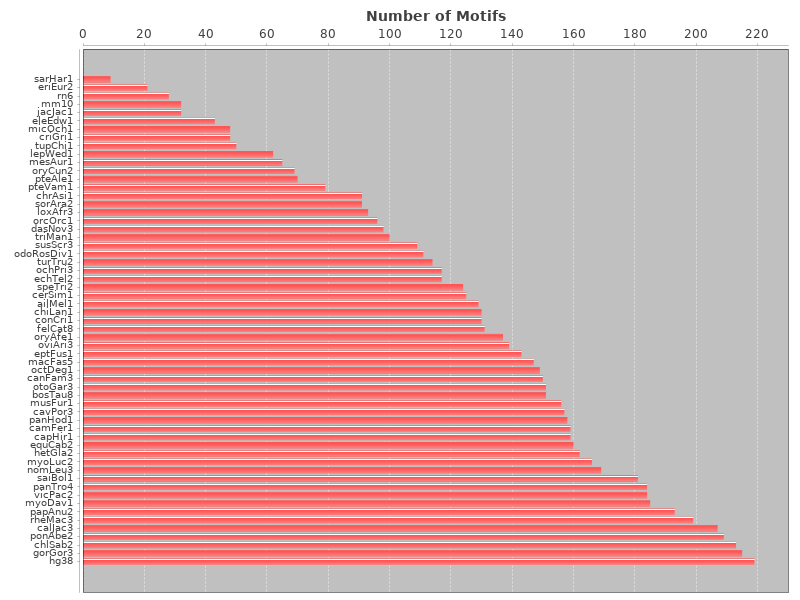 Number of Motifs
0 20 40 60 80 100 120 140 160 180 200 220
sarHar1
eriEur2
rn6
mm10
jacJac1
eleEdw1
micOch1
criGri1
tupChi1
lepWed1
mesAur1
oryCun2
pteAle1
pteVam1
chrAsi1
sorAra2
loxAfr3
orcOrc1
dasNov3
triMan1
susScr3
odoRosDiv1
turTru2
ochPri3
echTel2
speTri2
cerSim1
ailMel1
chiLan1
conCri1
felCat8
oryAfe1
oviAri3
eptFus1
macFas5
octDeg1
canFam3
otoGar3
bosTau8
musFur1
cavPor3
panHod1
camFer1
capHir1
equCab2
hetGla2
myoLuc2
nomLeu3
saiBol1
panTro4
vicPac2
myoDav1
papAnu2
rheMac3
calJac3
ponAbe2
chlSab2
gorGor3
hg38